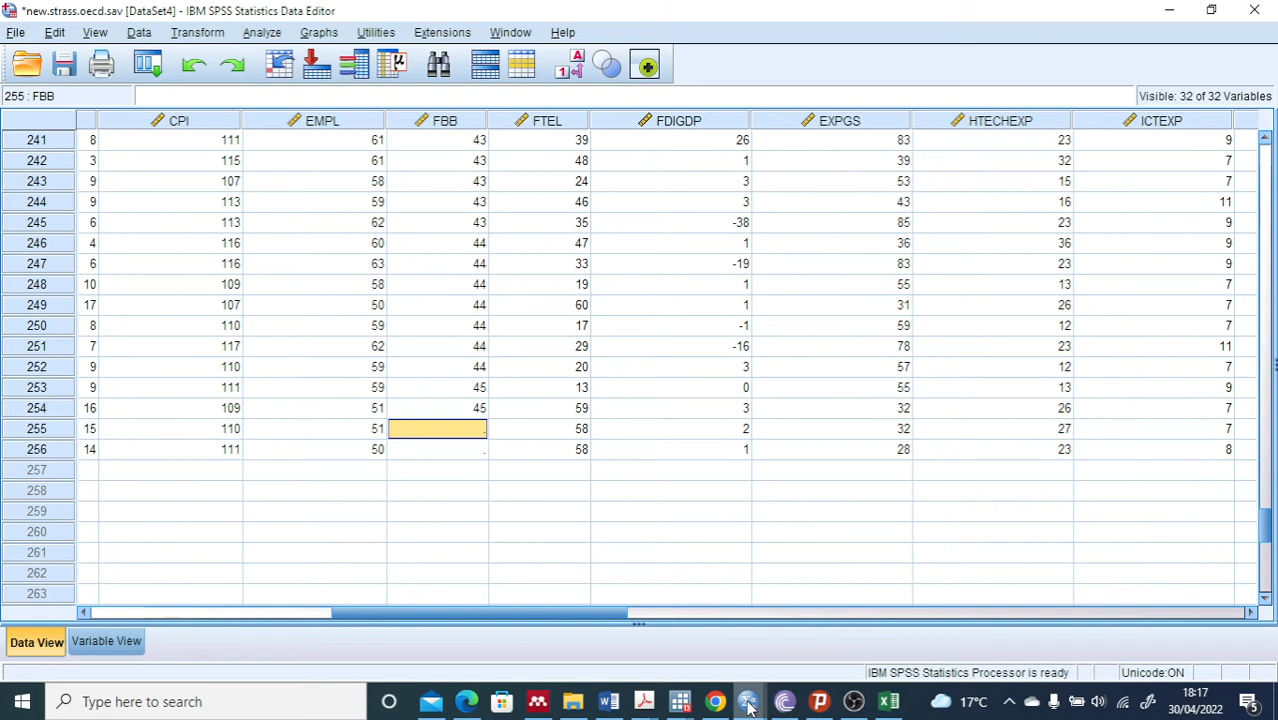 *new.strass.oecd.sav [DataSet4] - IBM SPSS Statistics Data Editor
File Edit View Data Transform Analyze Graphs Utilities Extensions Window Help
255 : FBB Visible: 32 of 32 Variables
CPI EMPL FBB FTEL FDIGDP EXPGS HTECHEXP ICTEXP
241 8 111 61 43 39 26 83 23 9
242 3 115 61 43 48 1 39 32 7
243 9 107 58 43 24 3 53 15 7
244 9 113 59 43 46 3 43 16 11
245 6 113 62 43 35 -38 85 23 9
246 4 116 60 44 47 1 36 36 9
247 6 116 63 44 33 -19 83 23 9
248 10 109 58 44 19 1 55 13 7
249 17 107 50 44 60 1 31 26 7
250 8 110 59 44 17 -1 59 12 7
251 7 117 62 44 29 -16 78 23 11
252 9 110 59 44 20 3 57 12 7
253 9 111 59 45 13 0 55 13 9
254 16 109 51 45 59 3 32 26 7
255 15 110 51 . 58 2 32 27 7
256 14 111 50 . 58 1 28 23 8
257
258
259
260
261
262
263
Data View Variable View
IBM SPSS Statistics Processor is ready Unicode:ON
Type here to search 17°C 18:17
30/04/2022